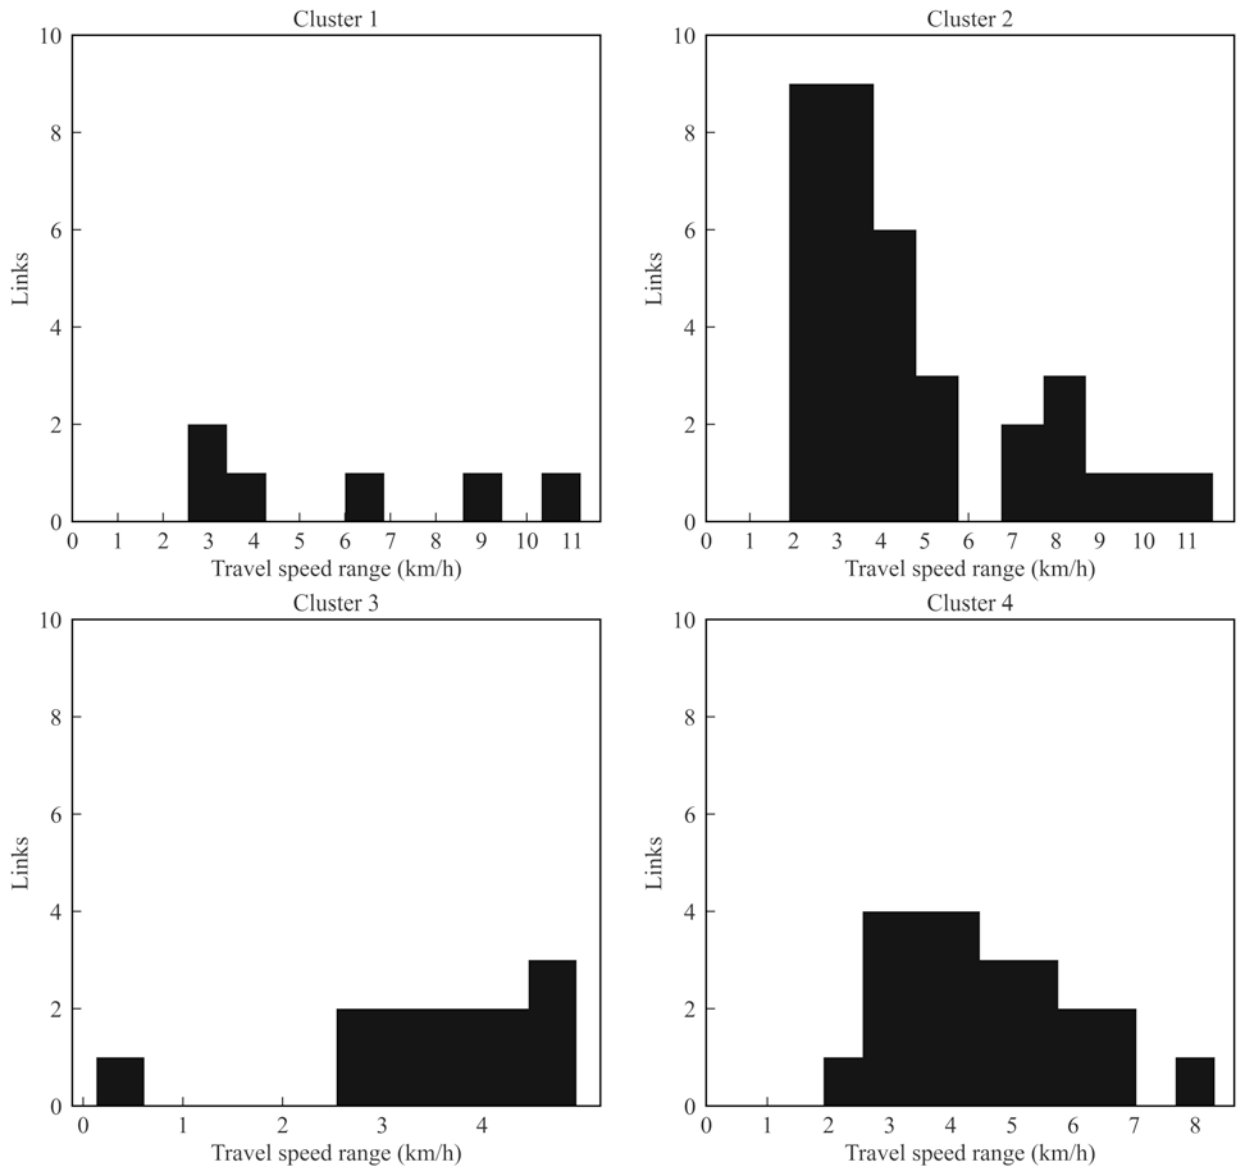 Cluster 1
10
8
6
4
2
0
Links
0 1 2 3 4 5 6 7 8 9 10 11
Travel speed range (km/h)
Cluster 2
10
8
6
4
2
0
Links
0 1 2 3 4 5 6 7 8 9 10 11
Travel speed range (km/h)
Cluster 3
10
8
6
4
2
0
Links
0 1 2 3 4
Travel speed range (km/h)
Cluster 4
10
8
6
4
2
0
Links
0 1 2 3 4 5 6 7 8
Travel speed range (km/h)